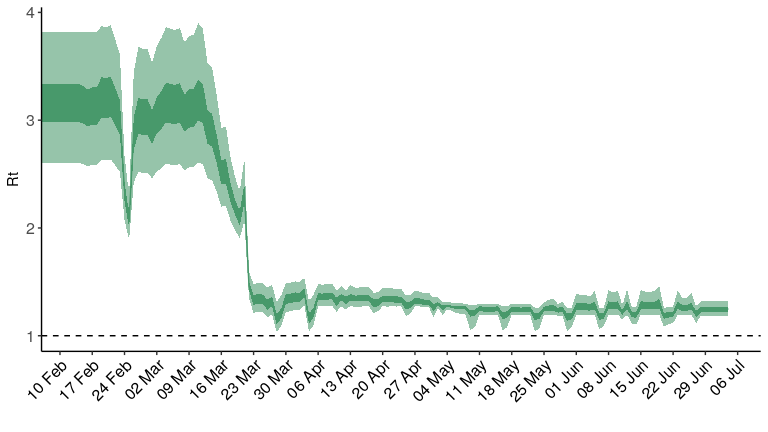 4
3
2
1
Rt
10 Feb
17 Feb
24 Feb
02 Mar
09 Mar
16 Mar
23 Mar
30 Mar
06 Apr
13 Apr
20 Apr
27 Apr
04 May
11 May
18 May
25 May
01 Jun
08 Jun
15 Jun
22 Jun
29 Jun
06 Jul